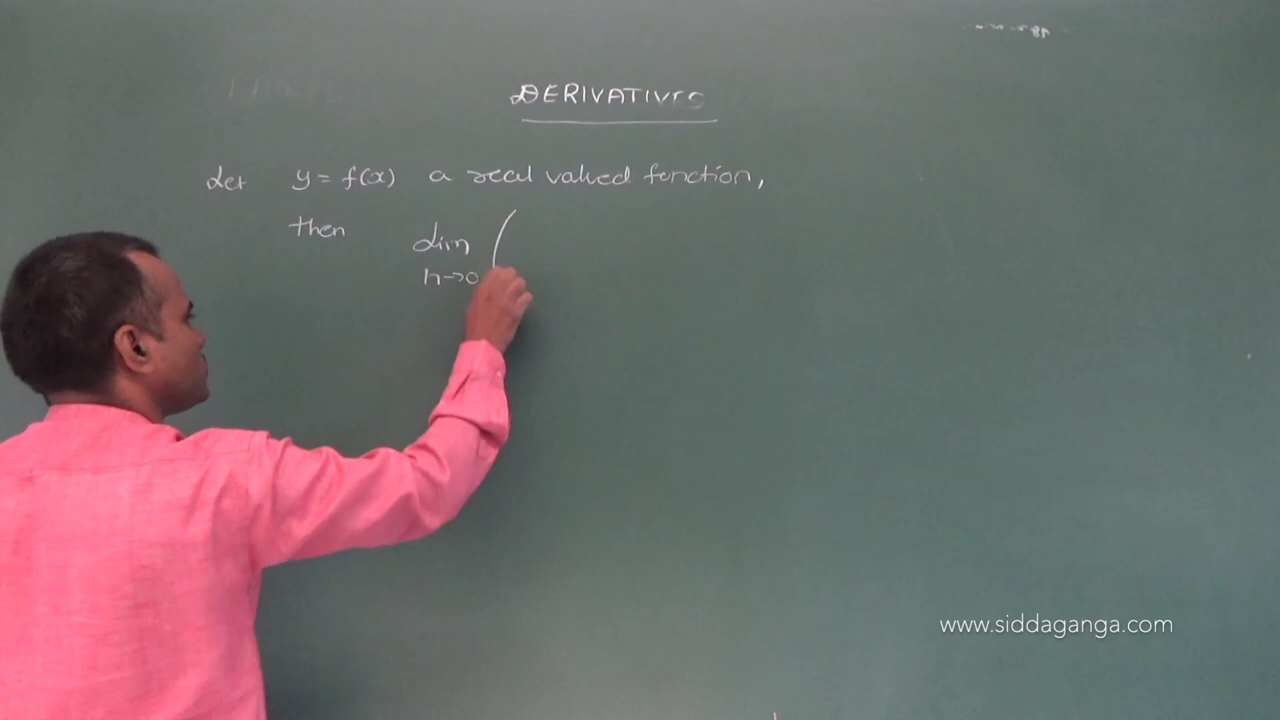 DERIVATIVES
Let y = f(x) a real valued function,
then lim (
h→0
www.siddaganga.com